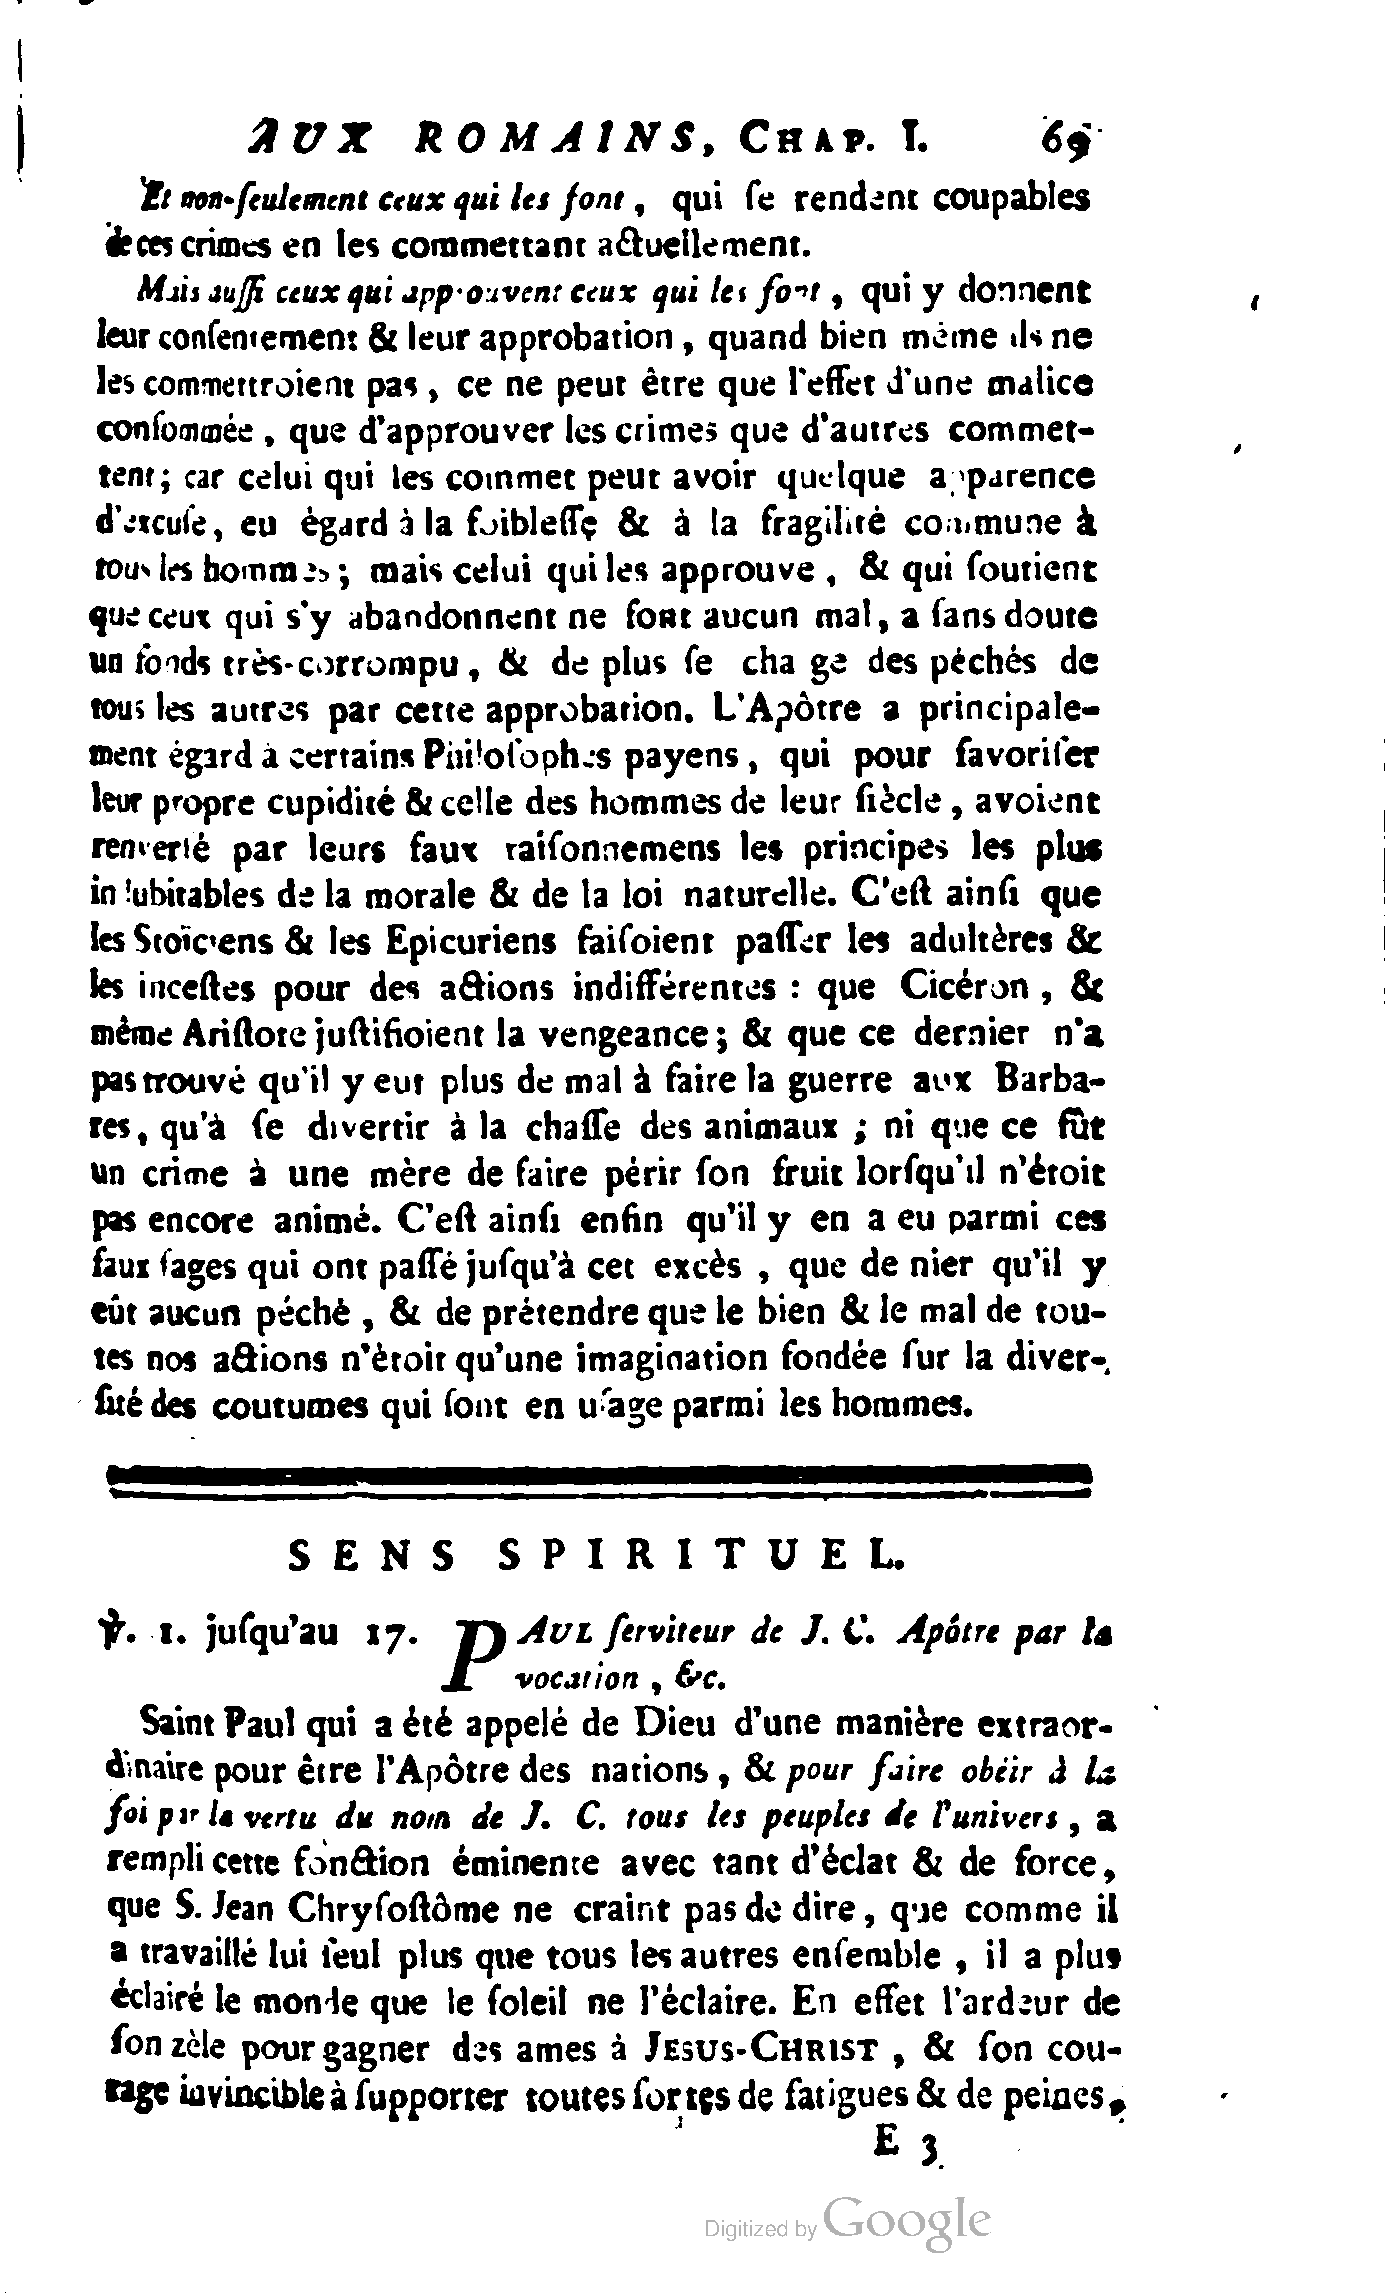 AUX ROMAINS, CHAP. I. 69
Et non-ſeulement ceux qui les font, qui ſe rendent coupables
de ces crimes en les commettant actuellement.
Mais auſſi ceux qui approuvent ceux qui les font, qui y donnent
leur conſentement & leur approbation, quand bien même ils ne
les commettroient pas, ce ne peut être que l'effet d'une malice
conſommée, que d'approuver les crimes que d'autres commet-
tent; car celui qui les commet peut avoir quelque apparence
d'excuſe, eu égard à la foibleſſe & à la fragilité commune à
tous les hommes; mais celui qui les approuve, & qui ſoutient
que ceux qui s'y abandonnent ne font aucun mal, a ſans doute
un fonds très-corrompu, & de plus ſe charge des péchés de
tous les autres par cette approbation. L'Apôtre a principale-
ment égard à certains Philoſophes payens, qui pour favoriſer
leur propre cupidité & celle des hommes de leur ſiècle, avoient
renverſé par leurs faux raiſonnemens les principes les plus
indubitables de la morale & de la loi naturelle. C'eſt ainſi que
les Stoïciens & les Epicuriens faiſoient paſſer les adultères &
les inceſtes pour des actions indifférentes : que Cicéron, &
même Ariſtote juſtifioient la vengeance; & que ce dernier n'a
pas trouvé qu'il y eut plus de mal à faire la guerre aux Barba-
res, qu'à ſe divertir à la chaſſe des animaux; ni que ce fût
un crime à une mère de faire périr ſon fruit lorſqu'il n'étoit
pas encore animé. C'eſt ainſi enfin qu'il y en a eu parmi ces
faux ſages qui ont paſſé juſqu'à cet excès, que de nier qu'il y
eût aucun péché, & de prétendre que le bien & le mal de tou-
tes nos actions n'étoit qu'une imagination fondée ſur la diver-
ſité des coutumes qui ſont en uſage parmi les hommes.
SENS SPIRITUEL.
℣. 1. juſqu'au 17. PAUL ſerviteur de J. C. Apôtre par la
vocation, &c.
Saint Paul qui a été appelé de Dieu d'une manière extraor-
dinaire pour être l'Apôtre des nations, & pour faire obéir à la
foi par la vertu du nom de J. C. tous les peuples de l'univers, a
rempli cette fonction éminente avec tant d'éclat & de force,
que S. Jean Chryſoſtôme ne craint pas de dire, que comme il
a travaillé lui ſeul plus que tous les autres enſemble, il a plus
éclairé le monde que le ſoleil ne l'éclaire. En effet l'ardeur de
ſon zèle pour gagner des ames à JESUS-CHRIST, & ſon cou-
rage invincible à ſupporter toutes ſortes de fatigues & de peines,
E 3
Digitized by Google